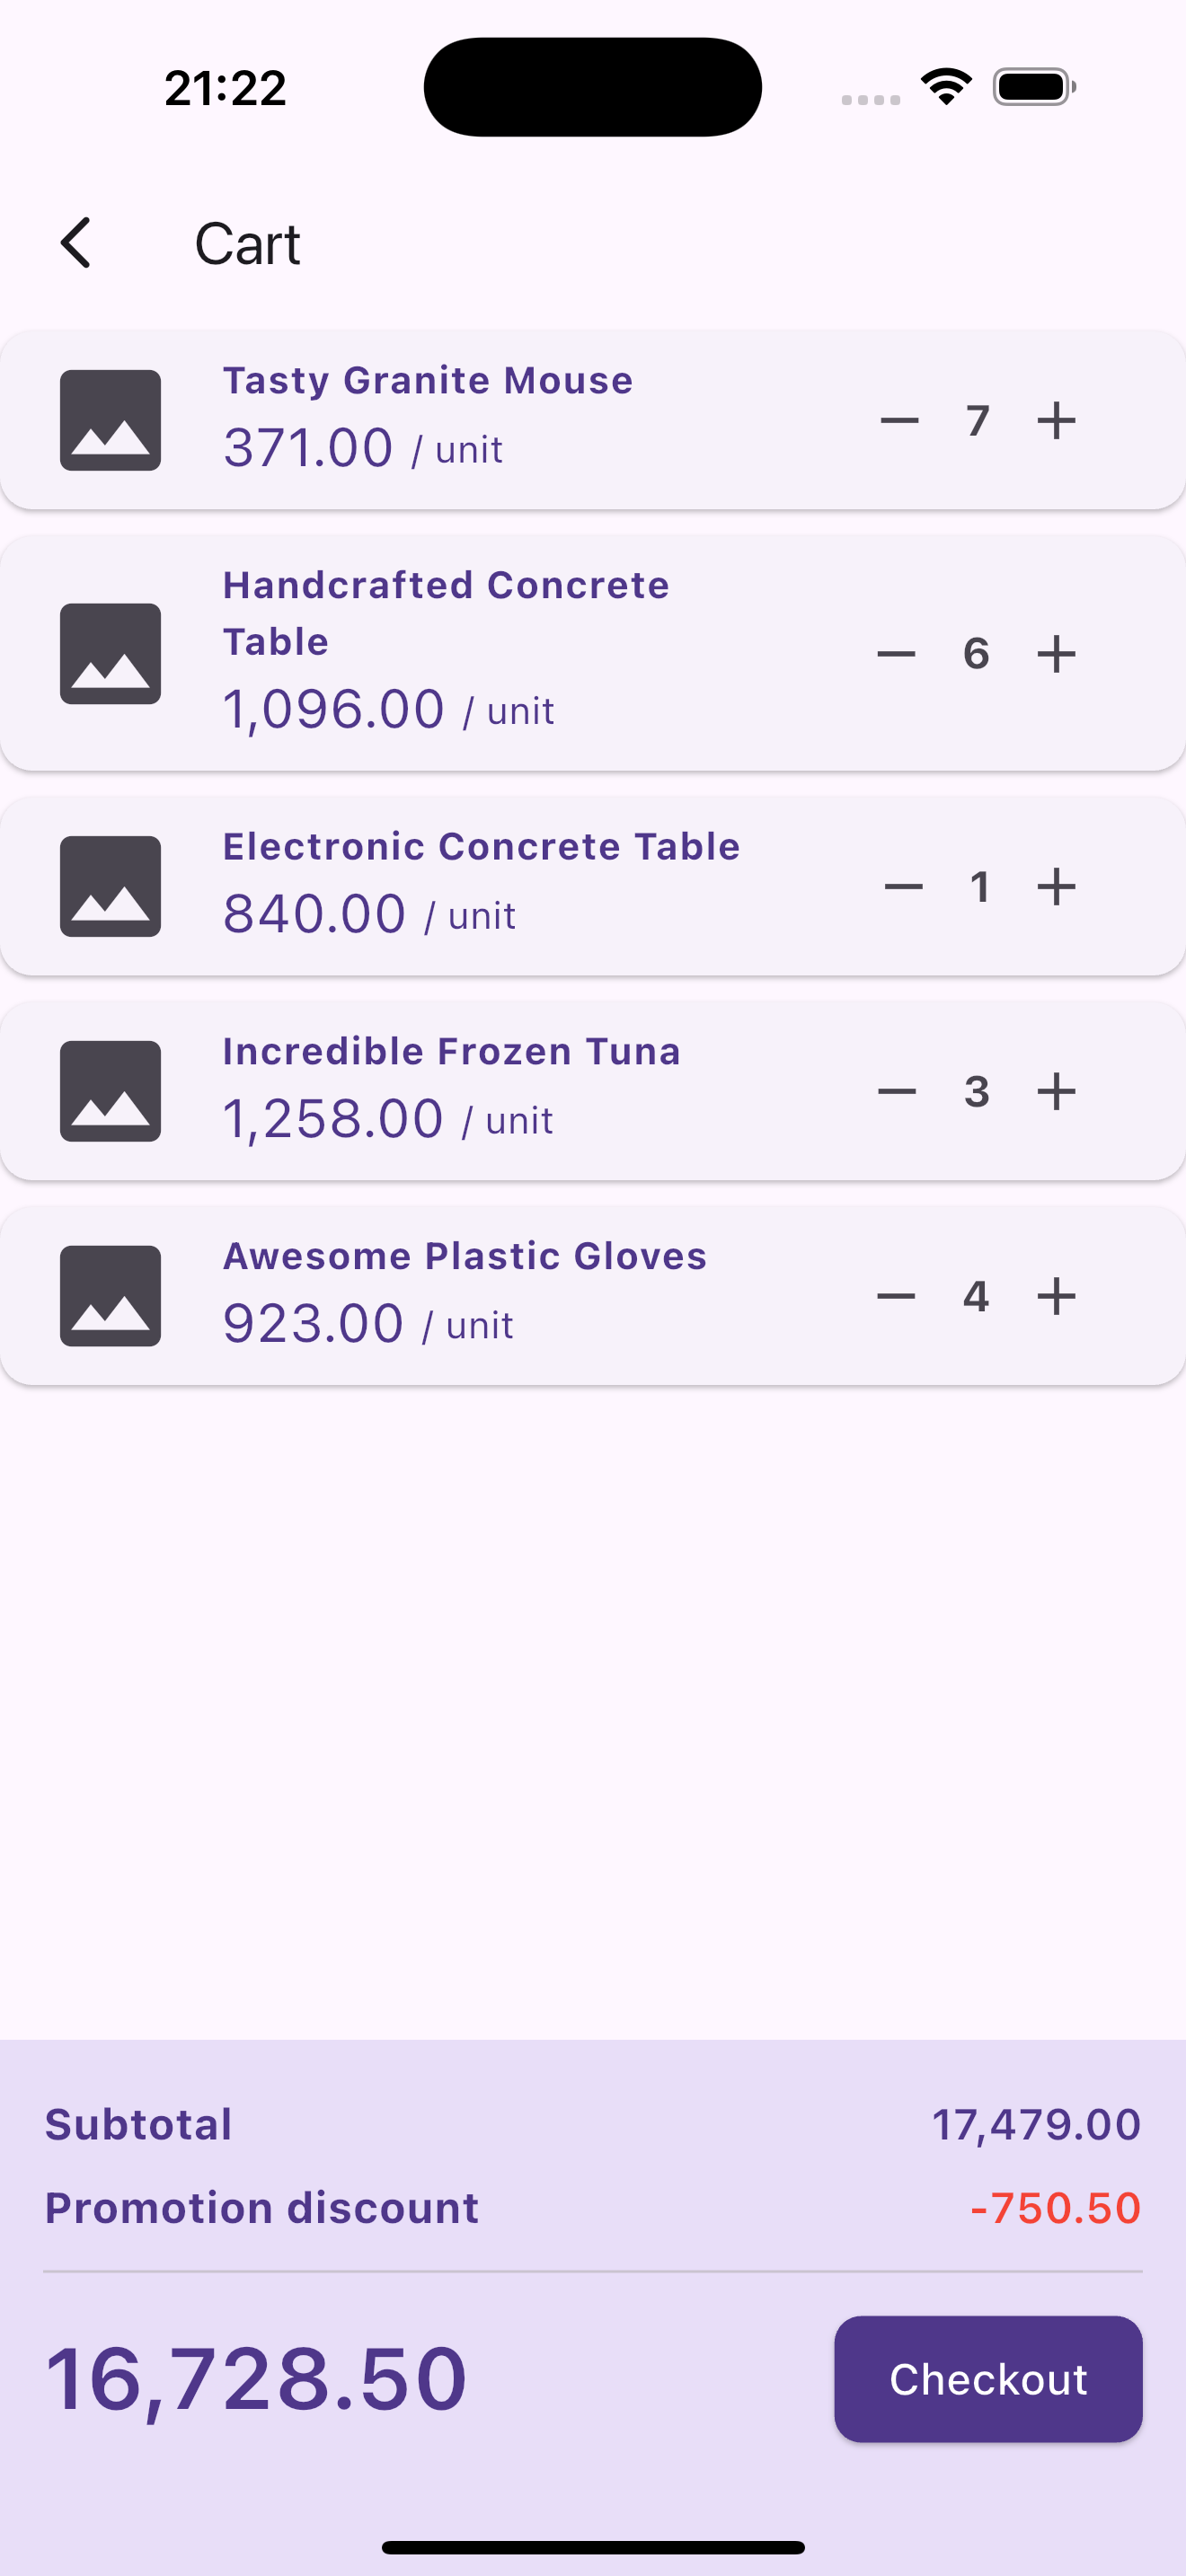 21:22
Cart
Tasty Granite Mouse
371.00 / unit
7
Handcrafted Concrete
Table
1,096.00 / unit
6
Electronic Concrete Table
840.00 / unit
1
Incredible Frozen Tuna
1,258.00 / unit
3
Awesome Plastic Gloves
923.00 / unit
4
Subtotal 17,479.00
Promotion discount -750.50
16,728.50 Checkout